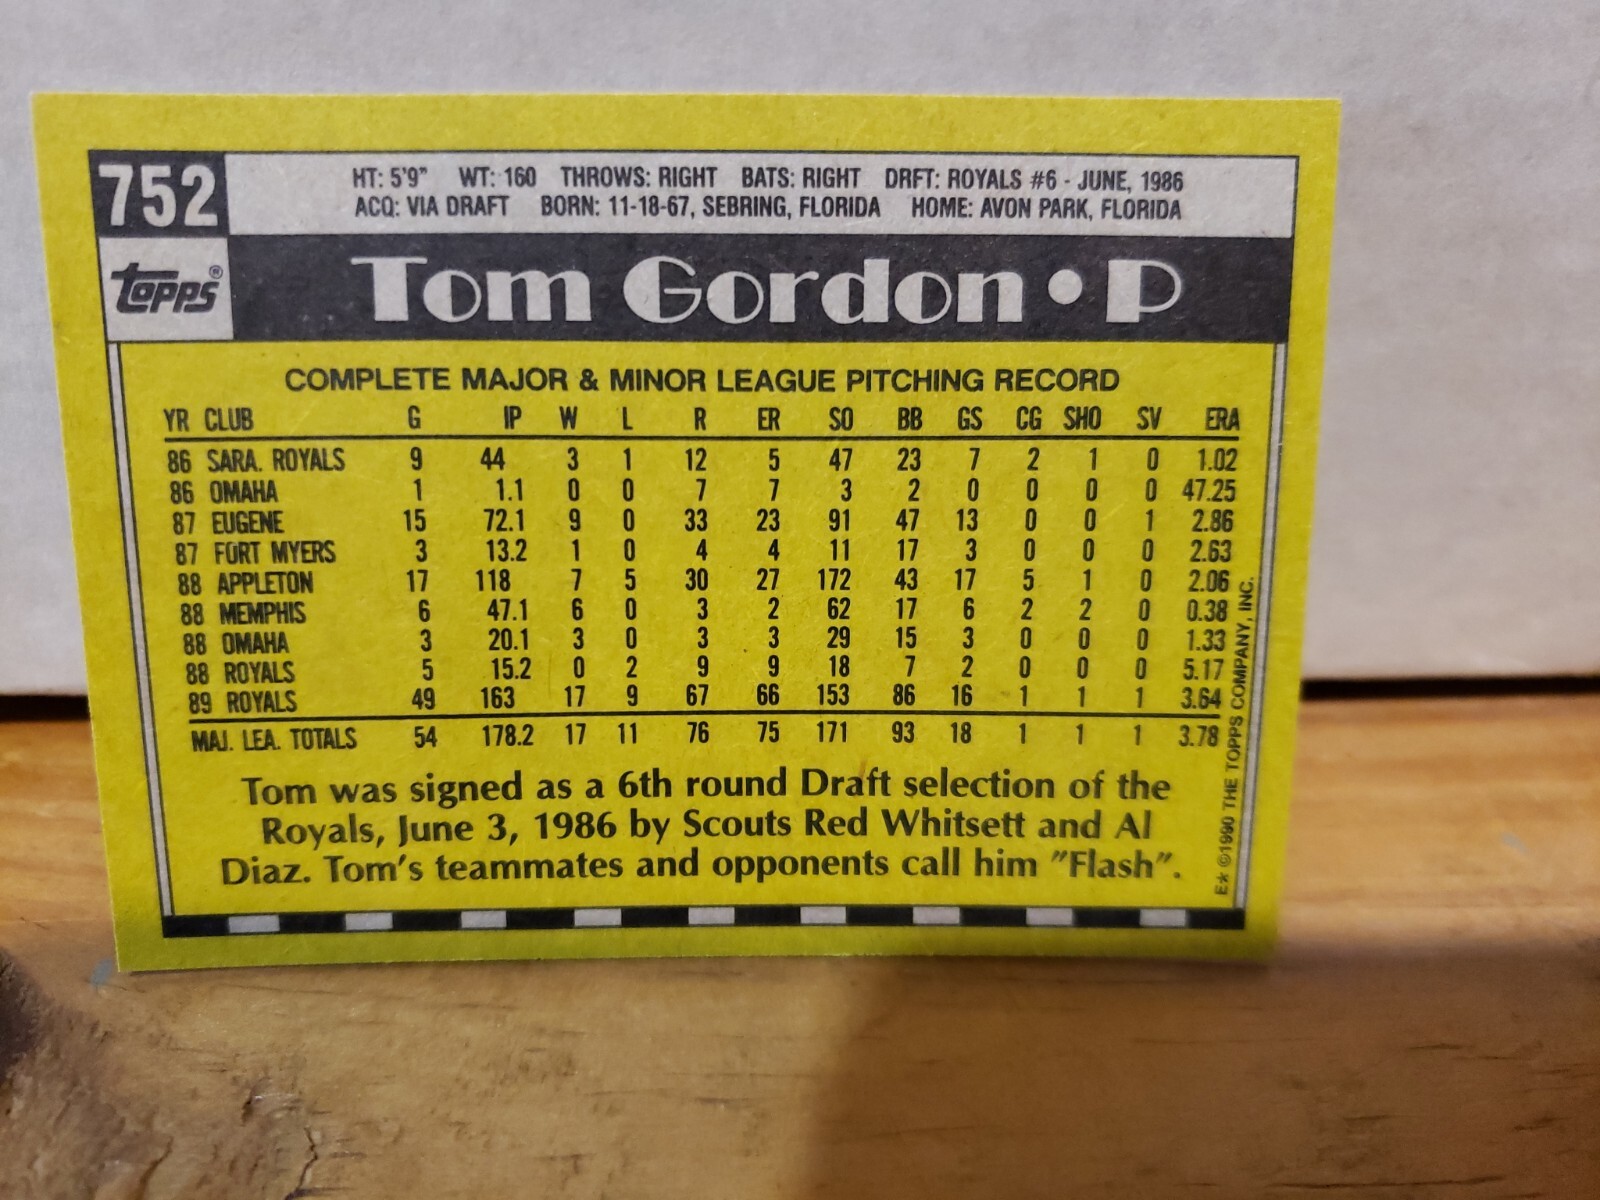 752 HT: 5'9" WT: 160 THROWS: RIGHT BATS: RIGHT DRFT: ROYALS #6 - JUNE, 1986
ACQ: VIA DRAFT BORN: 11-18-67, SEBRING, FLORIDA HOME: AVON PARK, FLORIDA
Topps® Tom Gordon • P
COMPLETE MAJOR & MINOR LEAGUE PITCHING RECORD
YR CLUB G IP W L R ER SO BB GS CG SHO SV ERA
86 SARA. ROYALS 9 44 3 1 12 5 47 23 7 2 1 0 1.02
86 OMAHA 1 1.1 0 0 7 7 3 2 0 0 0 0 47.25
87 EUGENE 15 72.1 9 0 33 23 91 47 13 0 0 1 2.86
87 FORT MYERS 3 13.2 1 0 4 4 11 17 3 0 0 0 2.63
88 APPLETON 17 118 7 5 30 27 172 43 17 5 1 0 2.06
88 MEMPHIS 6 47.1 6 0 3 2 62 17 6 2 2 0 0.38
88 OMAHA 3 20.1 3 0 3 3 29 15 3 0 0 0 1.33
88 ROYALS 5 15.2 0 2 9 9 18 7 2 0 0 0 5.17
89 ROYALS 49 163 17 9 67 66 153 86 16 1 1 1 3.64
MAJ. LEA. TOTALS 54 178.2 17 11 76 75 171 93 18 1 1 1 3.78
Tom was signed as a 6th round Draft selection of the
Royals, June 3, 1986 by Scouts Red Whitsett and Al
Diaz. Tom's teammates and opponents call him "Flash".
E* ©1990 THE TOPPS COMPANY, INC.